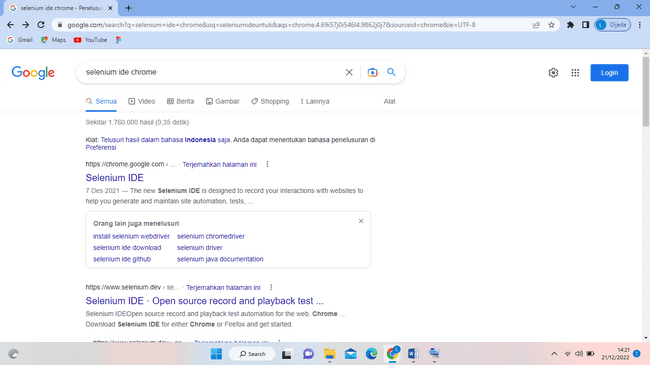 selenium ide chrome - Penelusu
google.com/search?q=selenium+ide+chrome&oq=seleniumideuntuk&aqs=chrome.4.69i57j0i546l4.9862j0j7&sourceid=chrome&ie=UTF-8
L Dijeda
Gmail Maps YouTube
Google selenium ide chrome Login
Semua Video Berita Gambar Shopping Lainnya Alat
Sekitar 1.760.000 hasil (0,35 detik)
Kiat: Telusuri hasil dalam bahasa Indonesia saja. Anda dapat menentukan bahasa penelusuran di
Preferensi
https://chrome.google.com › ... · Terjemahkan halaman ini
Selenium IDE
7 Des 2021 — The new Selenium IDE is designed to record your interactions with websites to
help you generate and maintain site automation, tests, ...
Orang lain juga menelusuri
install selenium webdriver selenium chromedriver
selenium ide download selenium driver
selenium ide github selenium java documentation
https://www.selenium.dev › se... · Terjemahkan halaman ini
Selenium IDE · Open source record and playback test ...
Selenium IDEOpen source record and playback test automation for the web. Chrome ...
Download Selenium IDE for either Chrome or Firefox and get started.
Search
14:21
21/12/2022